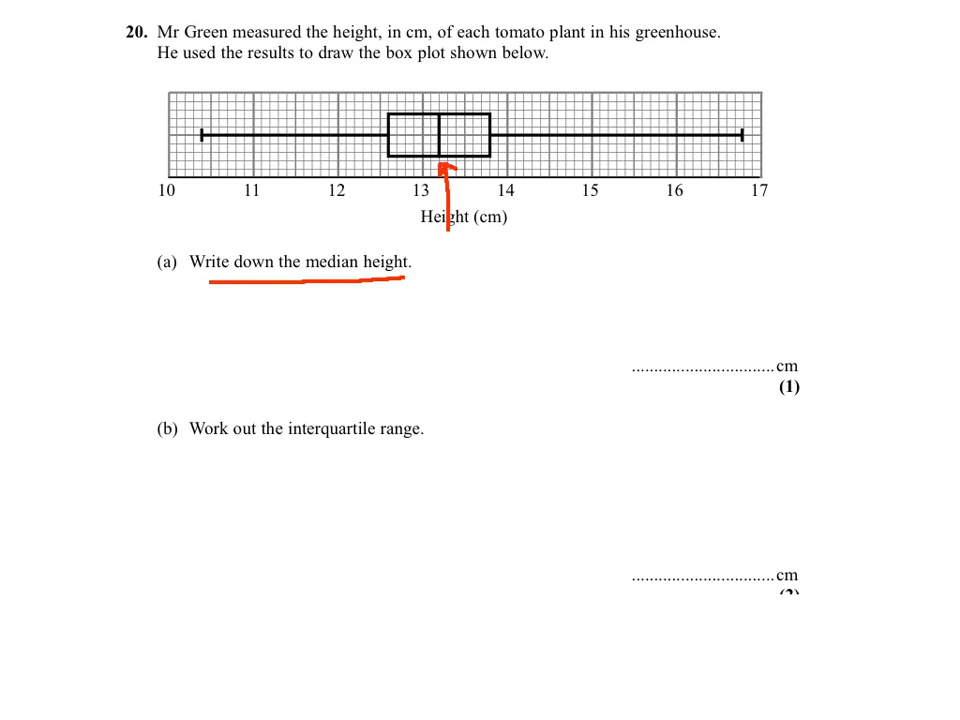 20. Mr Green measured the height, in cm, of each tomato plant in his greenhouse.
He used the results to draw the box plot shown below.
10 11 12 13 14 15 16 17
Height (cm)
(a) Write down the median height.
................................cm
(1)
(b) Work out the interquartile range.
................................cm